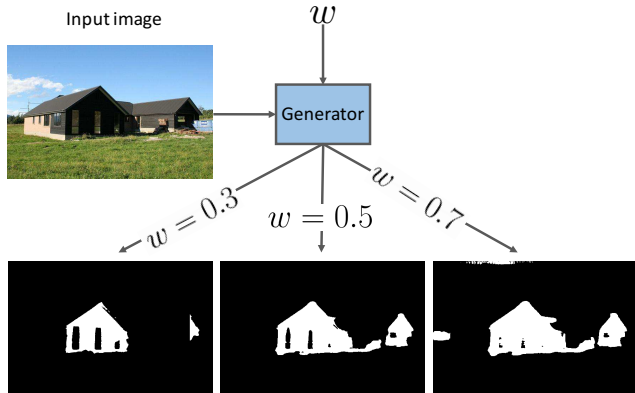 Input image
w
Generator
w = 0.3
w = 0.5
w = 0.7